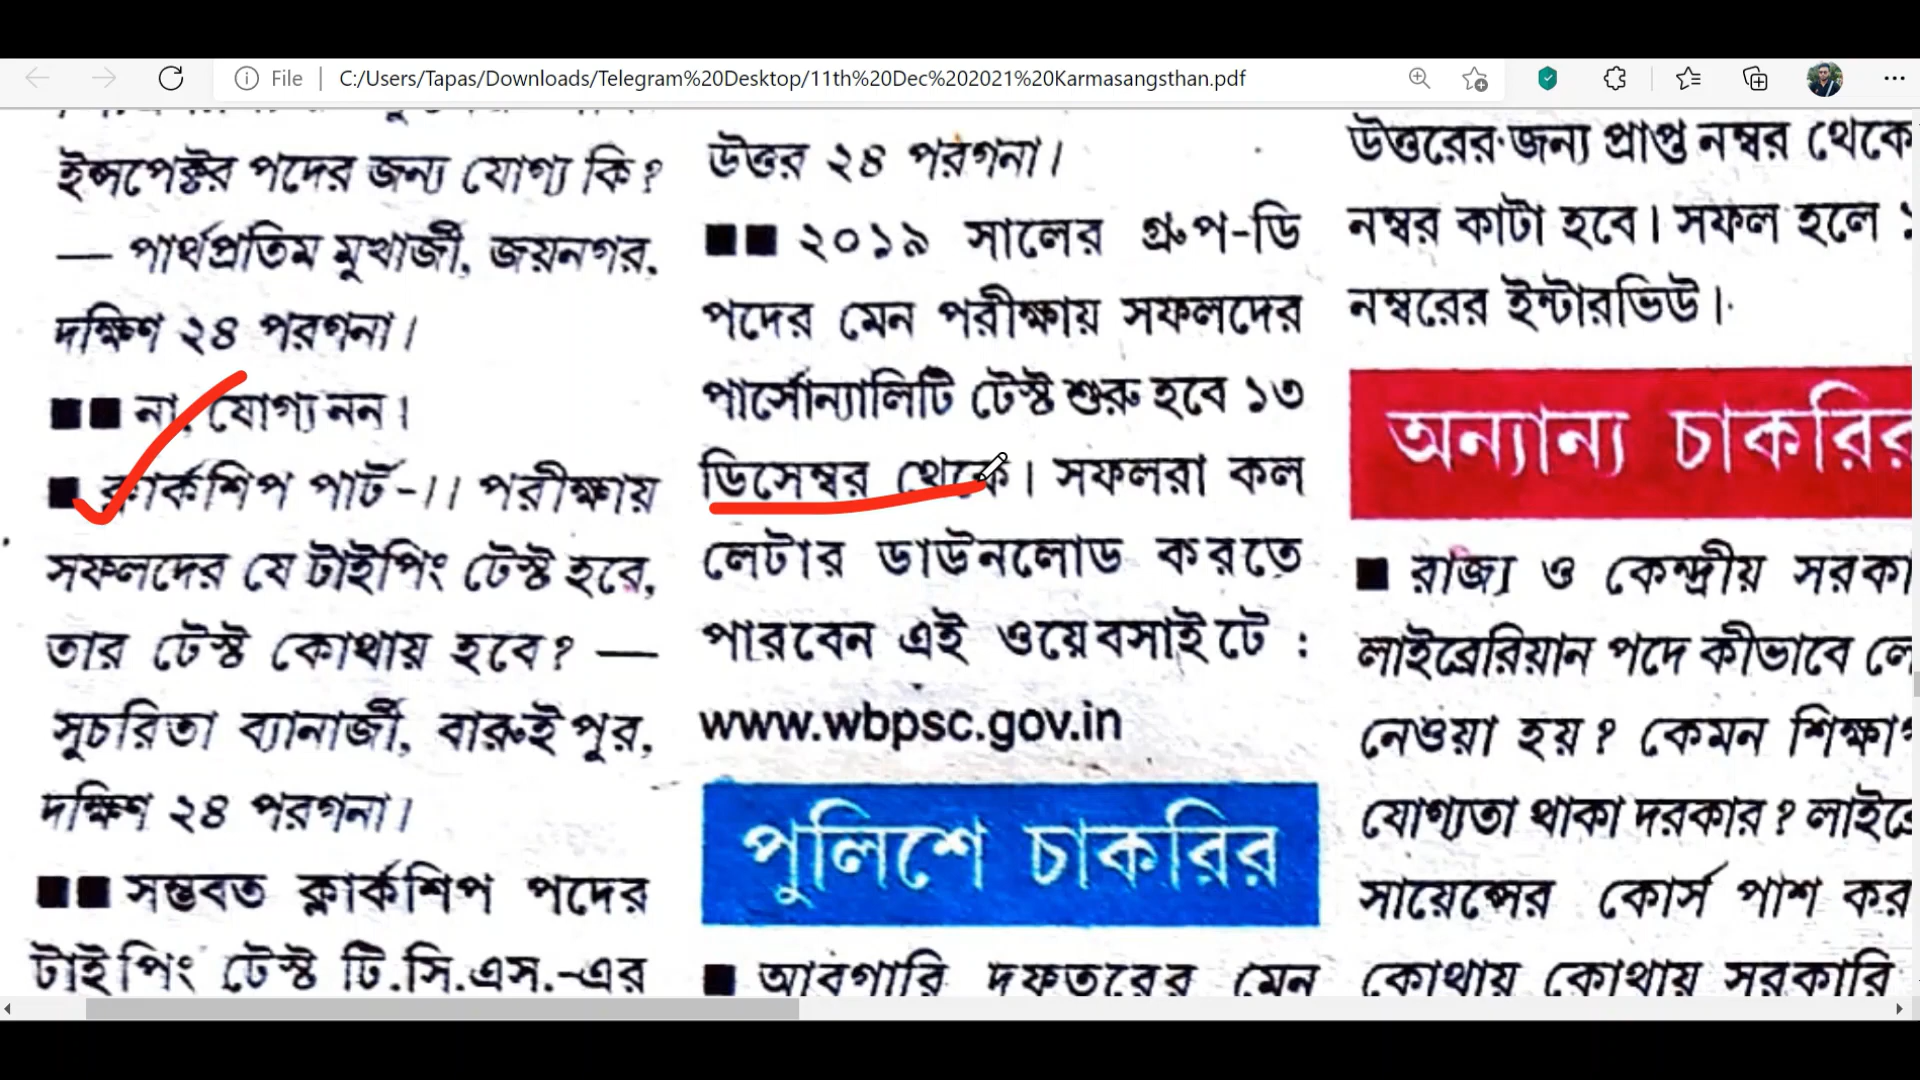 File
C:/Users/Tapas/Downloads/Telegram%20Desktop/11th%20Dec%202021%20Karmasangsthan.pdf
ইন্সপেক্টর পদের জন্য যোগ্য কি?
— পার্থপ্রতিম মুখার্জী, জয়নগর,
দক্ষিণ ২৪ পরগনা।
■■ না, যোগ্য নন।
■ ক্লার্কশিপ পার্ট-।। পরীক্ষায়
সফলদের যে টাইপিং টেস্ট হবে,
তার টেস্ট কোথায় হবে? —
সুচরিতা ব্যানার্জী, বারুইপুর,
দক্ষিণ ২৪ পরগনা।
■■ সম্ভবত ক্লার্কশিপ পদের
টাইপিং টেস্ট টি.সি.এস.-এর
উত্তর ২৪ পরগনা।
■■ ২০১৯ সালের গ্রুপ-ডি
পদের মেন পরীক্ষায় সফলদের
পার্সোন্যালিটি টেস্ট শুরু হবে ১৩
ডিসেম্বর থেকে। সফলরা কল
লেটার ডাউনলোড করতে
পারবেন এই ওয়েবসাইটে :
www.wbpsc.gov.in
পুলিশে চাকরির
■ আবগারি দফতরের মেন
উত্তরের জন্য প্রাপ্ত নম্বর থেকে
নম্বর কাটা হবে। সফল হলে
নম্বরের ইন্টারভিউ।
অন্যান্য চাকরির
■ রাজ্য ও কেন্দ্রীয় সরকা
লাইব্রেরিয়ান পদে কীভাবে লো
নেওয়া হয়? কেমন শিক্ষা
যোগ্যতা থাকা দরকার? লাইব্রে
সায়েন্সের কোর্স পাশ কর
কোথায় কোথায় সরকারি